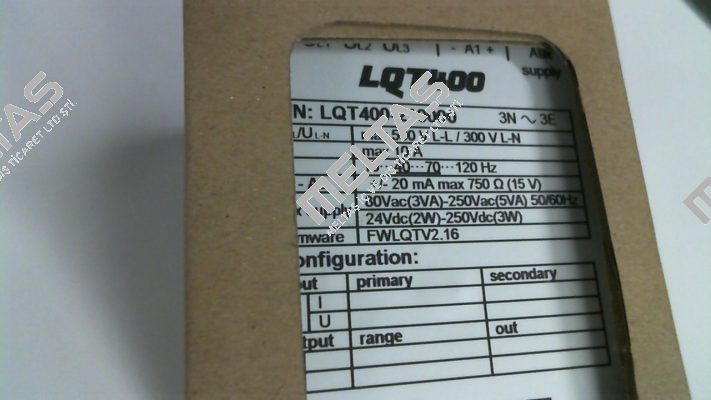 UL2 UL3 - A1 + Aux
supply
LQT400
N: LQT400 3N ~ 3E
/UL-N 500 V L-L / 300 V L-N
max 10 A
40...70...120 Hz
- 20 mA max 750 Ω (15 V)
80Vac(3VA)-250Vac(5VA) 50/60Hz
24Vdc(2W)-250Vdc(3W)
mware FWLQTV2.16
onfiguration:
ut primary secondary
I
U
tput range out
MELTAS